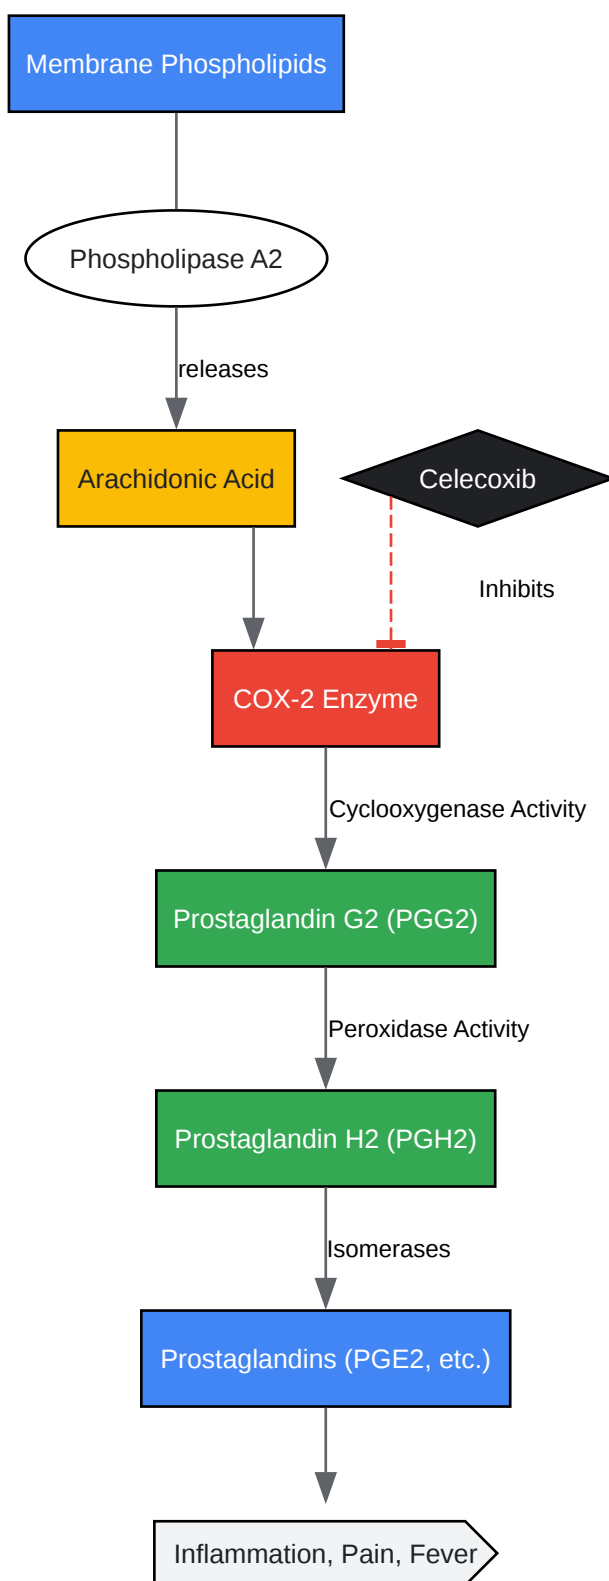 Membrane Phospholipids
Phospholipase A2
releases
Arachidonic Acid
Celecoxib
Inhibits
COX-2 Enzyme
Cyclooxygenase Activity
Prostaglandin G2 (PGG2)
Peroxidase Activity
Prostaglandin H2 (PGH2)
Isomerases
Prostaglandins (PGE2, etc.)
Inflammation, Pain, Fever